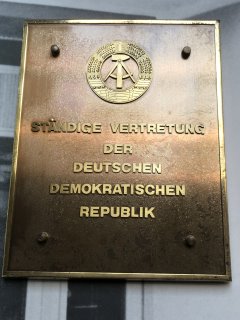 STÄNDIGE VERTRETUNG
DER
DEUTSCHEN
DEMOKRATISCHEN
REPUBLIK